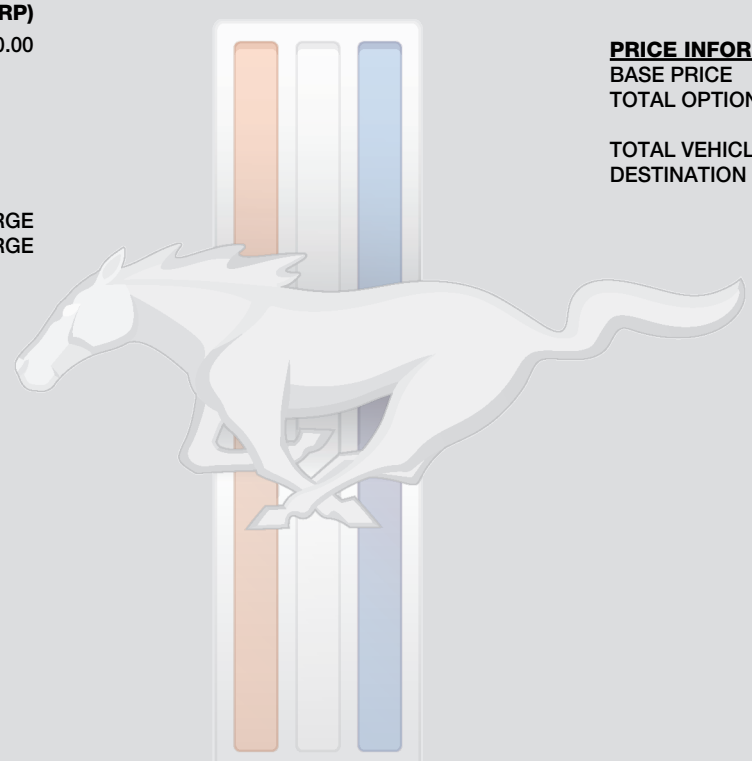 RP)
0.00
RGE
RGE
PRICE INFOR
BASE PRICE
TOTAL OPTION
TOTAL VEHICL
DESTINATION